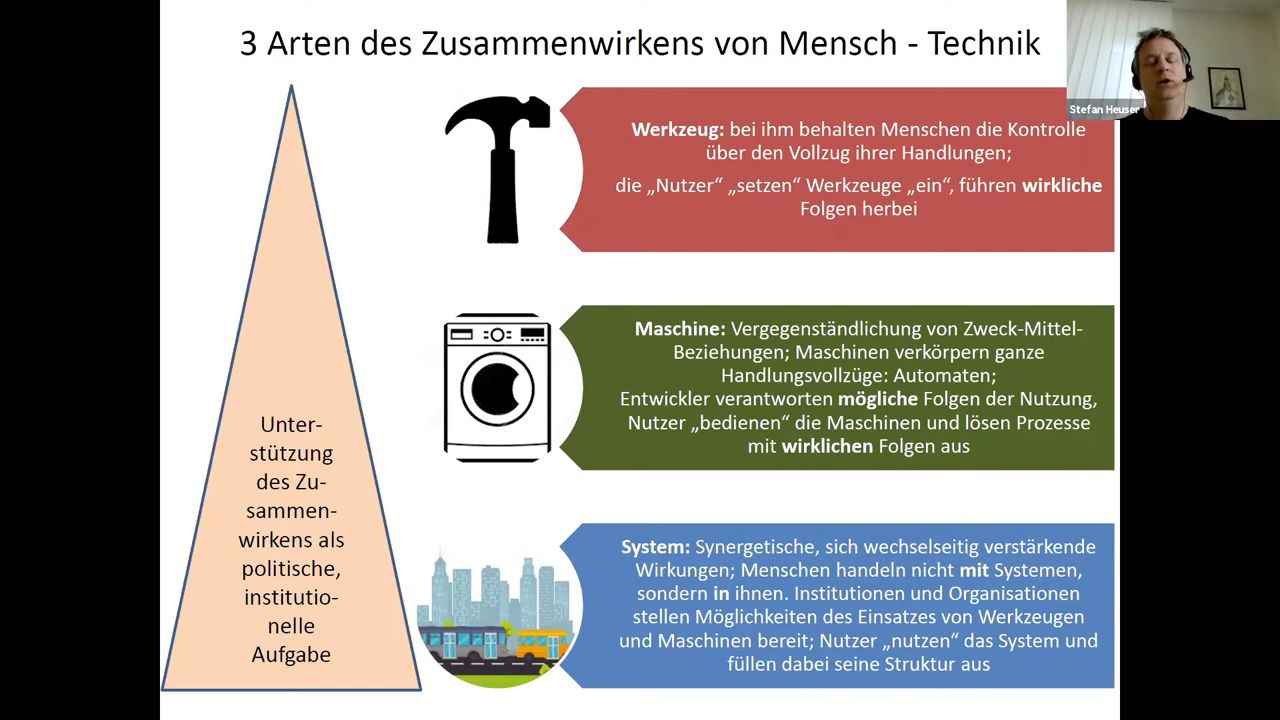 3 Arten des Zusammenwirkens von Mensch - Technik
Stefan Heuser
Werkzeug: bei ihm behalten Menschen die Kontrolle
über den Vollzug ihrer Handlungen;
die „Nutzer“ „setzen“ Werkzeuge „ein“, führen wirkliche
Folgen herbei
Maschine: Vergegenständlichung von Zweck-Mittel-
Beziehungen; Maschinen verkörpern ganze
Handlungsvollzüge: Automaten;
Entwickler verantworten mögliche Folgen der Nutzung,
Nutzer „bedienen“ die Maschinen und lösen Prozesse
mit wirklichen Folgen aus
Unter-
stützung
des Zu-
sammen-
wirkens als
politische,
institutio-
nelle
Aufgabe
System: Synergetische, sich wechselseitig verstärkende
Wirkungen; Menschen handeln nicht mit Systemen,
sondern in ihnen. Institutionen und Organisationen
stellen Möglichkeiten des Einsatzes von Werkzeugen
und Maschinen bereit; Nutzer „nutzen“ das System und
füllen dabei seine Struktur aus